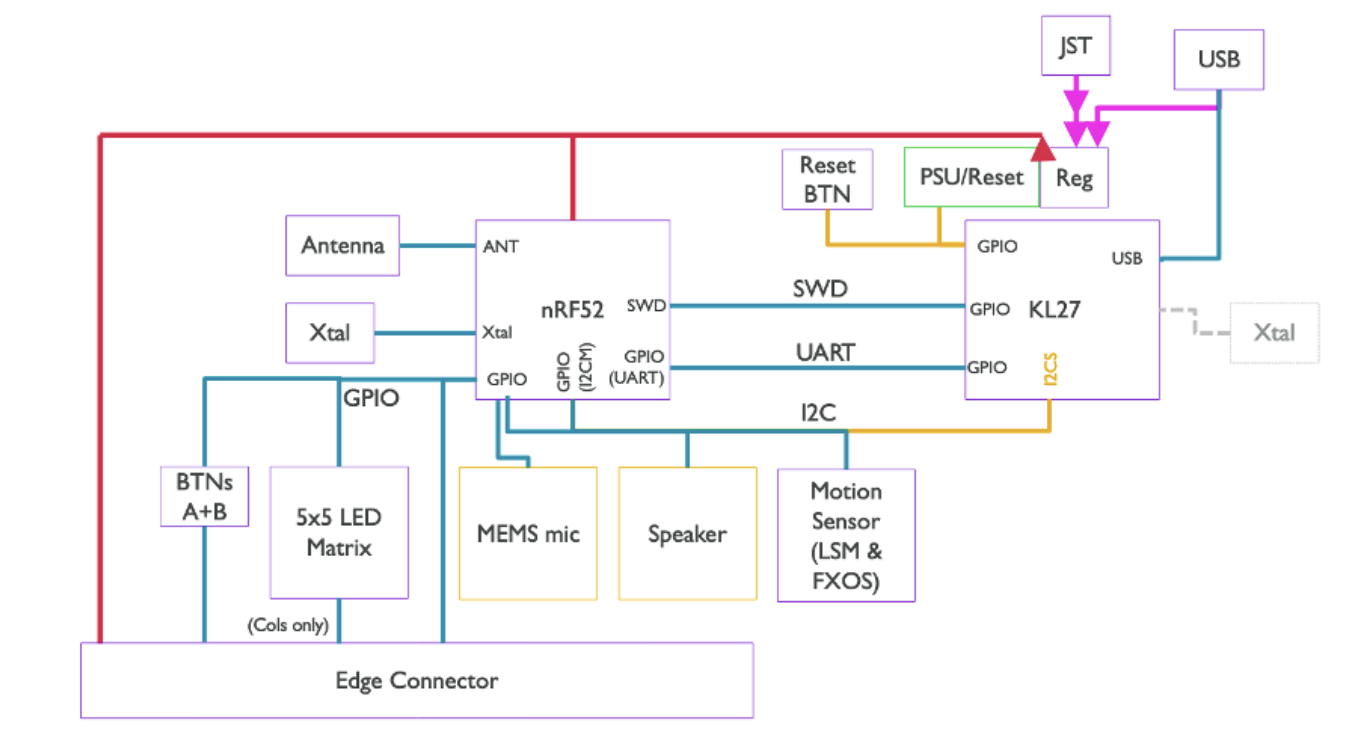 JST
USB
Reset
BTN
PSU/Reset
Reg
Antenna
ANT
GPIO
USB
SWD
Xtal
Xtal
nRF52
SWD
GPIO
KL27
Xtal
UART
GPIO
(I2CM)
GPIO
(UART)
GPIO
I2CS
GPIO
GPIO
I2C
BTNs
A+B
5x5 LED
Matrix
MEMS mic
Speaker
Motion
Sensor
(LSM &
FXOS)
(Cols only)
Edge Connector